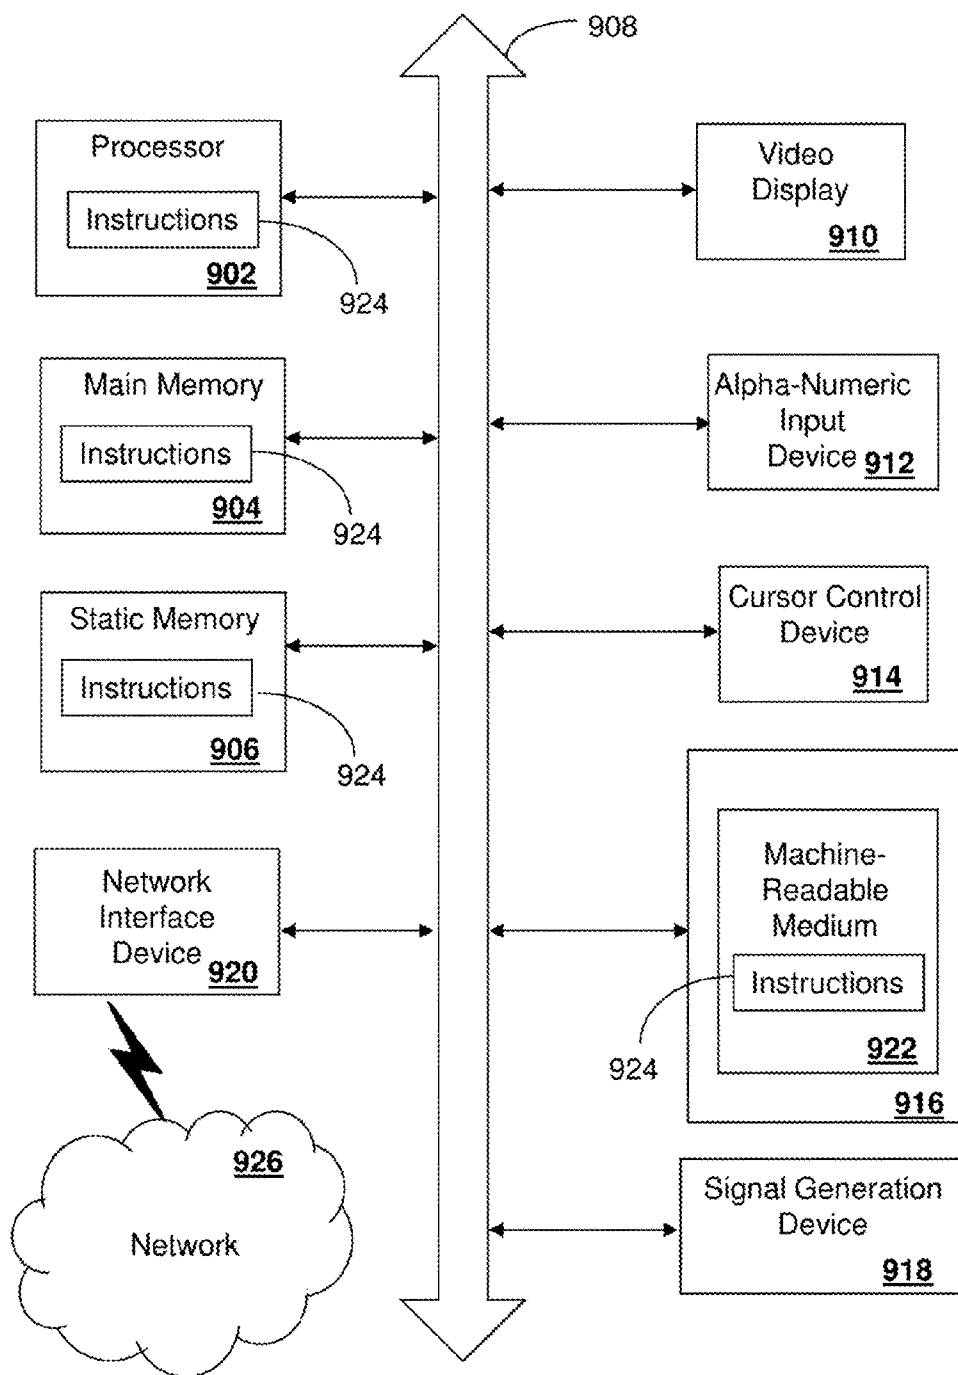 908
Processor
Instructions
902
924
Main Memory
Instructions
904
924
Static Memory
Instructions
906
924
Network
Interface
Device
920
926
Network
Video
Display
910
Alpha-Numeric
Input
Device
912
Cursor Control
Device
914
Machine-
Readable
Medium
Instructions
924
922
916
Signal Generation
Device
918